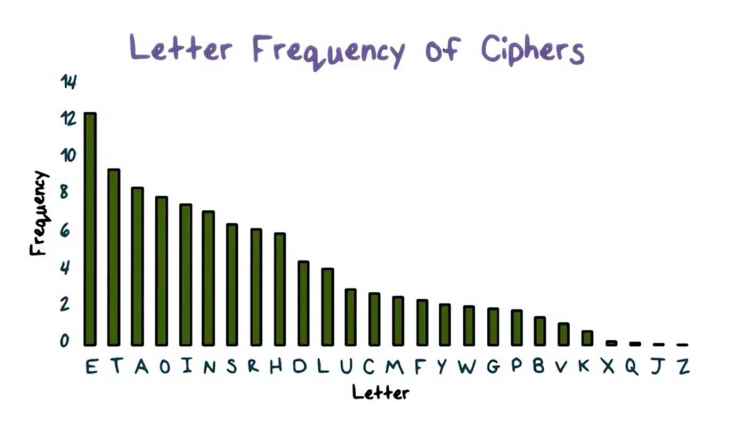 Letter Frequency of Ciphers
14
12
10
8
6
4
2
0
Frequency
E T A O I N S R H D L U C M F Y W G P B V K X Q J Z
Letter